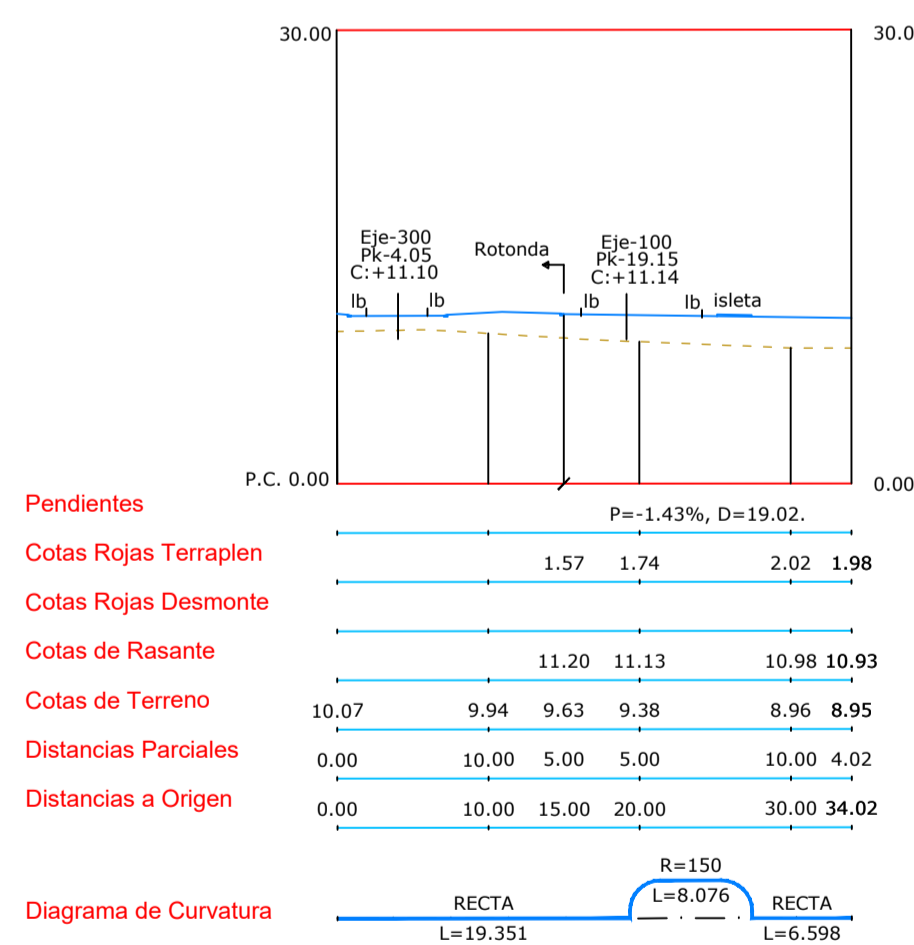 30.00
30.0
Eje-300
Pk-4.05
C:+11.10
Rotonda
Eje-100
Pk-19.15
C:+11.14
lb
lb
lb
lb
isleta
P.C. 0.00
0.00
Pendientes
P=-1.43%, D=19.02.
Cotas Rojas Terraplen
1.57 1.74 2.02 1.98
Cotas Rojas Desmonte
Cotas de Rasante
11.20 11.13 10.98 10.93
Cotas de Terreno
10.07 9.94 9.63 9.38 8.96 8.95
Distancias Parciales
0.00 10.00 5.00 5.00 10.00 4.02
Distancias a Origen
0.00 10.00 15.00 20.00 30.00 34.02
Diagrama de Curvatura
RECTA
L=19.351
R=150
L=8.076
RECTA
L=6.598